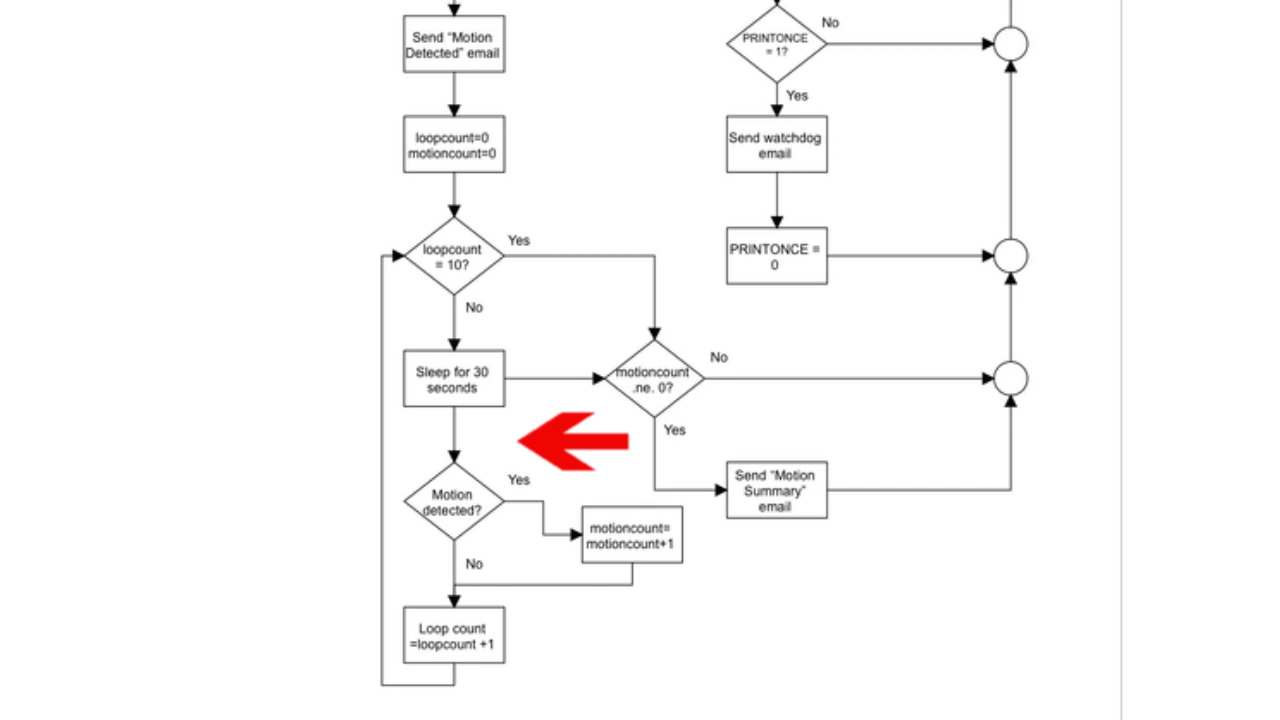 Send “Motion
Detected” email
loopcount=0
motioncount=0
loopcount
= 10?
Yes
No
Sleep for 30
seconds
Motion
detected?
Yes
No
motioncount=
motioncount+1
Loop count
=loopcount +1
motioncount
.ne. 0?
No
Yes
Send “Motion
Summary”
email
PRINTONCE
= 1?
No
Yes
Send watchdog
email
PRINTONCE =
0